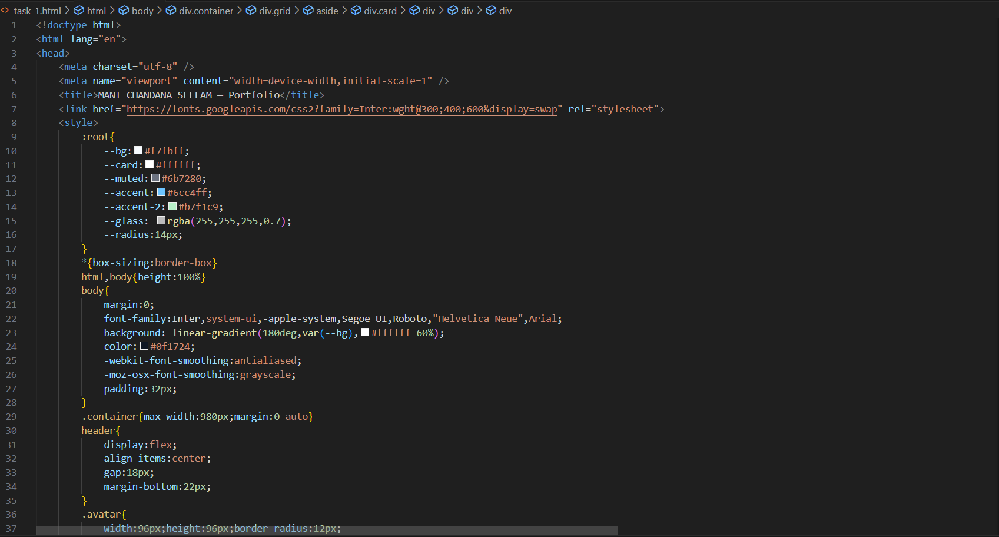 task_1.html > html > body > div.container > div.grid > aside > div.card > div > div > div
1 <!doctype html>
2 <html lang="en">
3 <head>
4     <meta charset="utf-8" />
5     <meta name="viewport" content="width=device-width,initial-scale=1" />
6     <title>MANI CHANDANA SEELAM — Portfolio</title>
7     <link href="https://fonts.googleapis.com/css2?family=Inter:wght@300;400;600&display=swap" rel="stylesheet">
8     <style>
9         :root{
10             --bg:#f7fbff;
11             --card:#ffffff;
12             --muted:#6b7280;
13             --accent:#6cc4ff;
14             --accent-2:#b7f1c9;
15             --glass: rgba(255,255,255,0.7);
16             --radius:14px;
17         }
18         *{box-sizing:border-box}
19         html,body{height:100%}
20         body{
21             margin:0;
22             font-family:Inter,system-ui,-apple-system,Segoe UI,Roboto,"Helvetica Neue",Arial;
23             background: linear-gradient(180deg,var(--bg),#ffffff 60%);
24             color:#0f1724;
25             -webkit-font-smoothing:antialiased;
26             -moz-osx-font-smoothing:grayscale;
27             padding:32px;
28         }
29         .container{max-width:980px;margin:0 auto}
30         header{
31             display:flex;
32             align-items:center;
33             gap:18px;
34             margin-bottom:22px;
35         }
36         .avatar{
37             width:96px;height:96px;border-radius:12px;